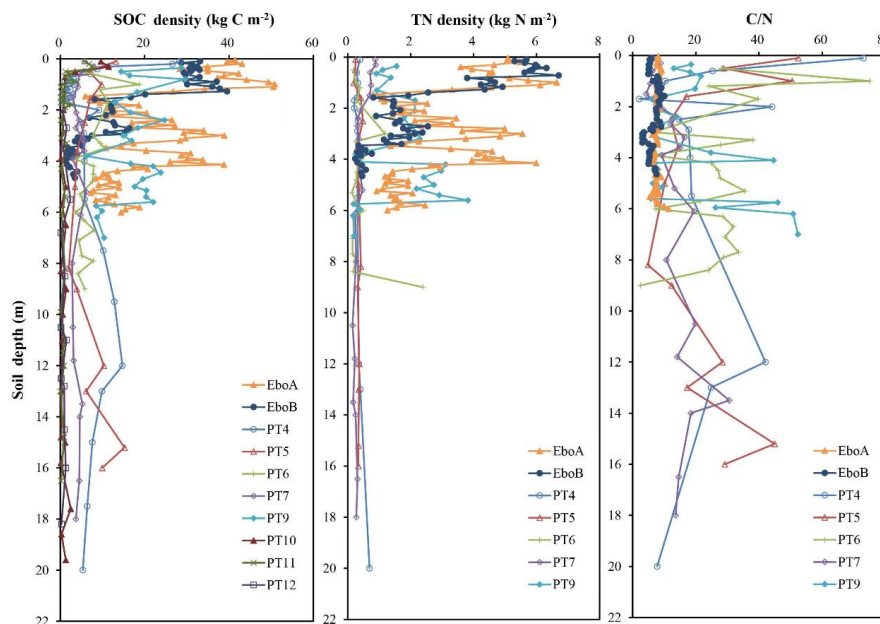 SOC density (kg C m⁻²)
0 20 40 60
0
2
4
6
8
10
12
14
16
18
20
22
Soil depth (m)
EboA
EboB
PT4
PT5
PT6
PT7
PT9
PT10
PT11
PT12
TN density (kg N m⁻²)
0 2 4 6 8
0
2
4
6
8
10
12
14
16
18
20
22
EboA
EboB
PT4
PT5
PT6
PT7
PT9
C/N
0 20 40 60 80
0
2
4
6
8
10
12
14
16
18
20
22
EboA
EboB
PT4
PT5
PT6
PT7
PT9